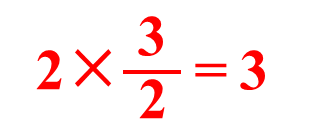 2 × 3/2 = 3